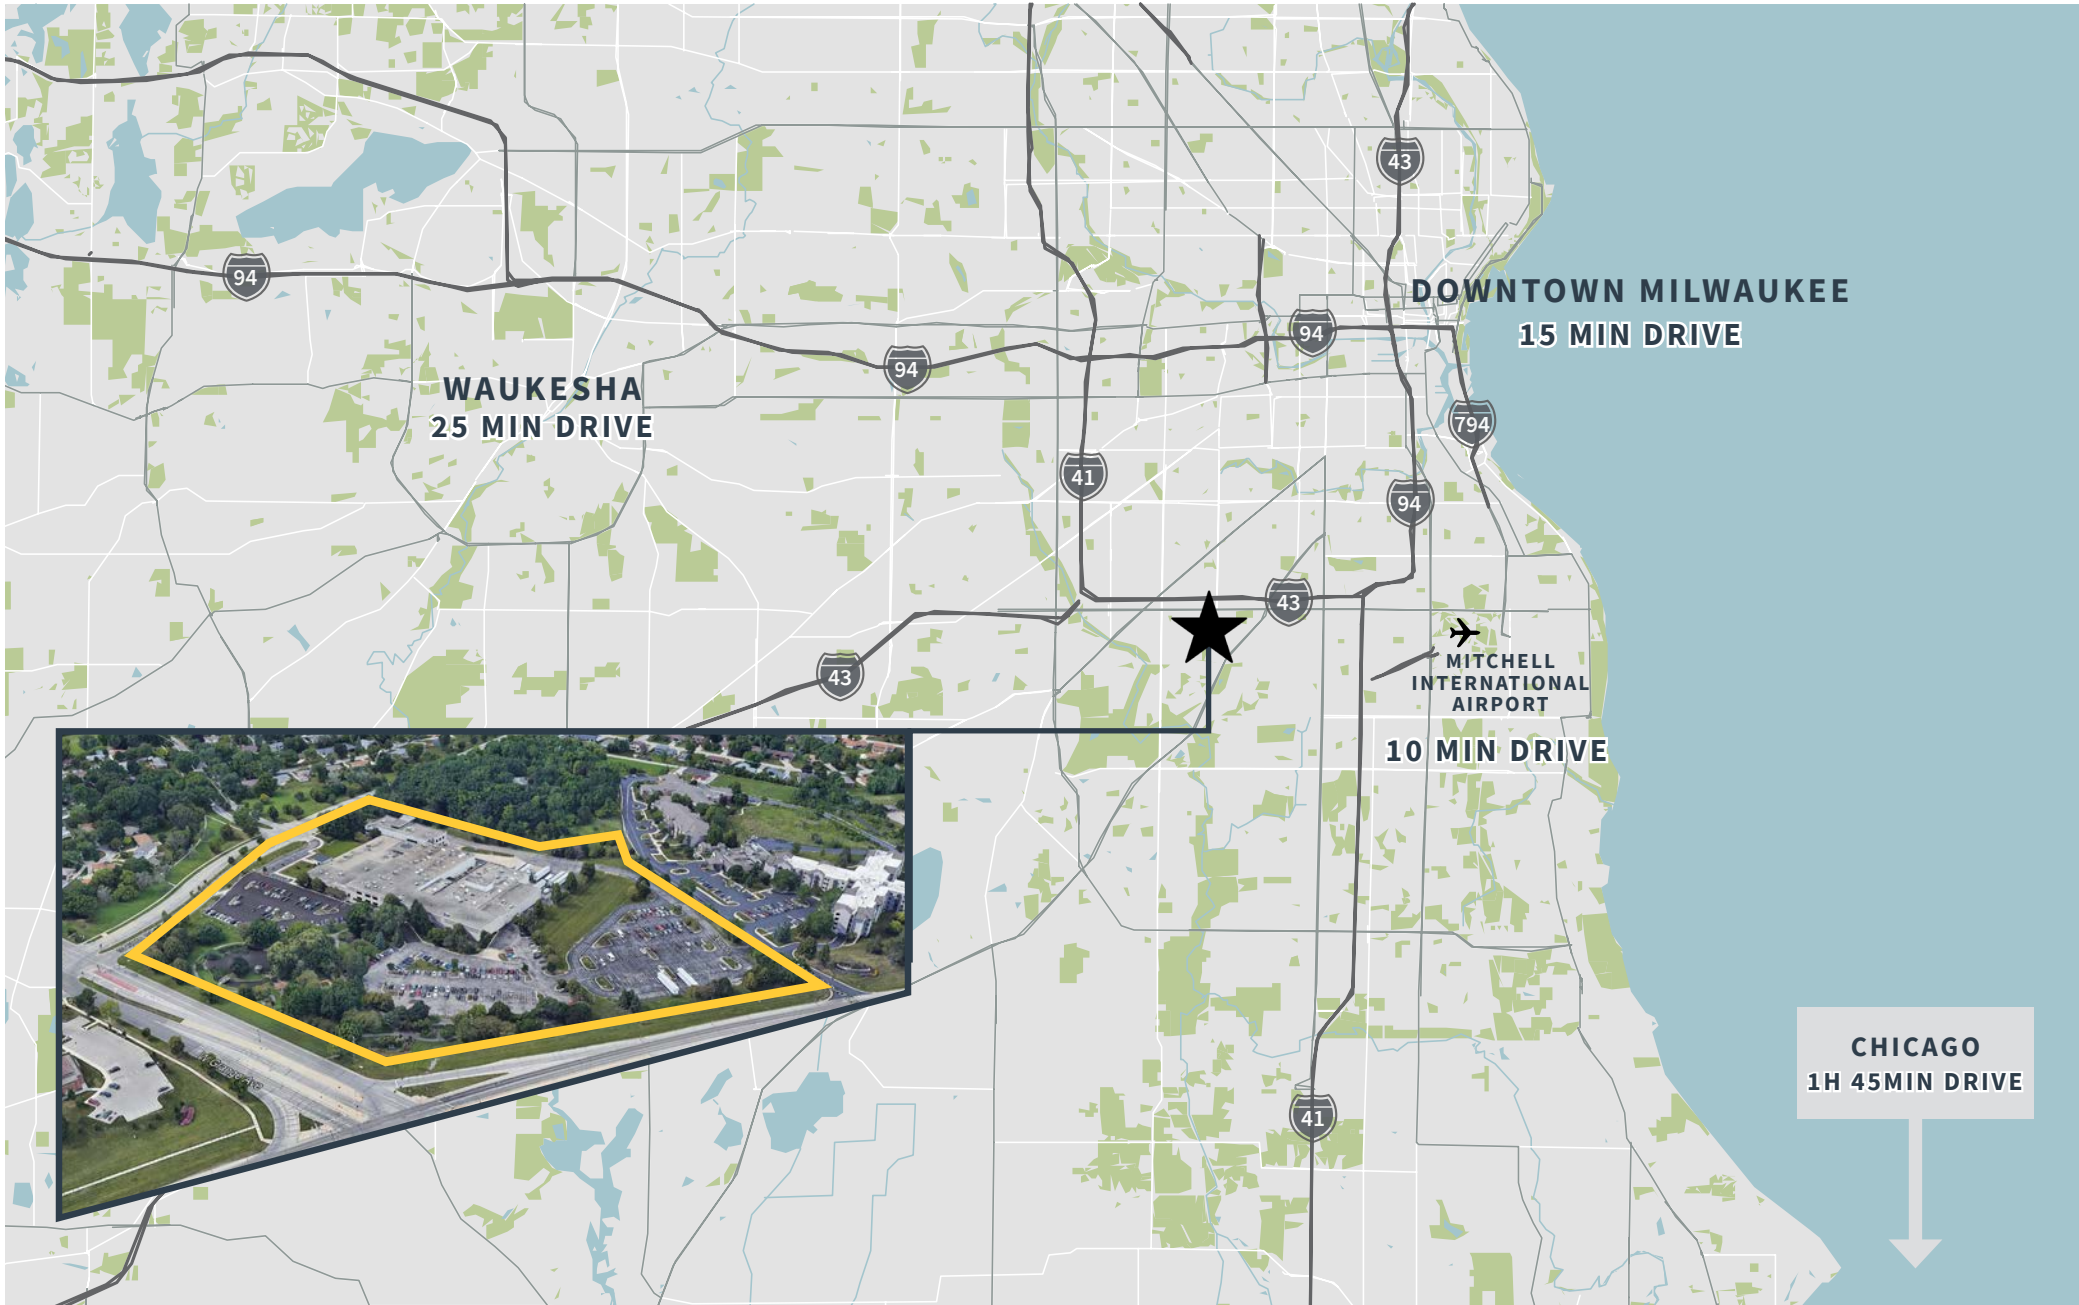 43
94
DOWNTOWN MILWAUKEE
15 MIN DRIVE
94
94
WAUKESHA
25 MIN DRIVE
794
41
94
43
MITCHELL
INTERNATIONAL
AIRPORT
10 MIN DRIVE
43
CHICAGO
1H 45MIN DRIVE
41